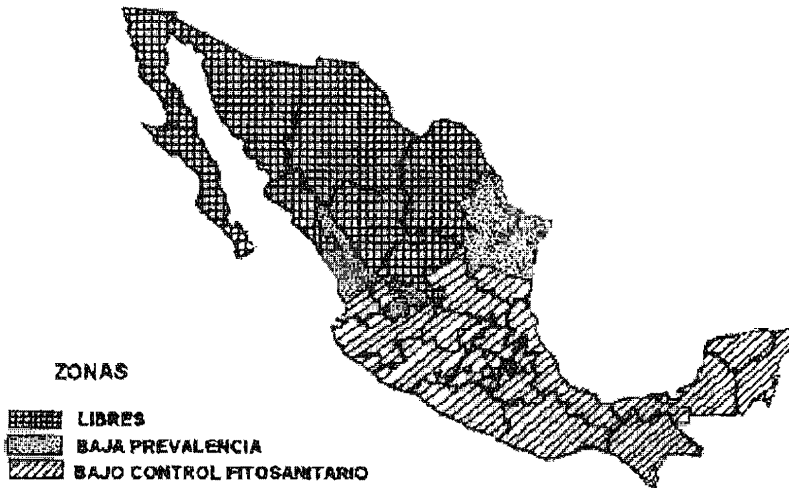 ZONAS
LIBRES
BAJA PREVALENCIA
BAJO CONTROL FITOSANITARIO